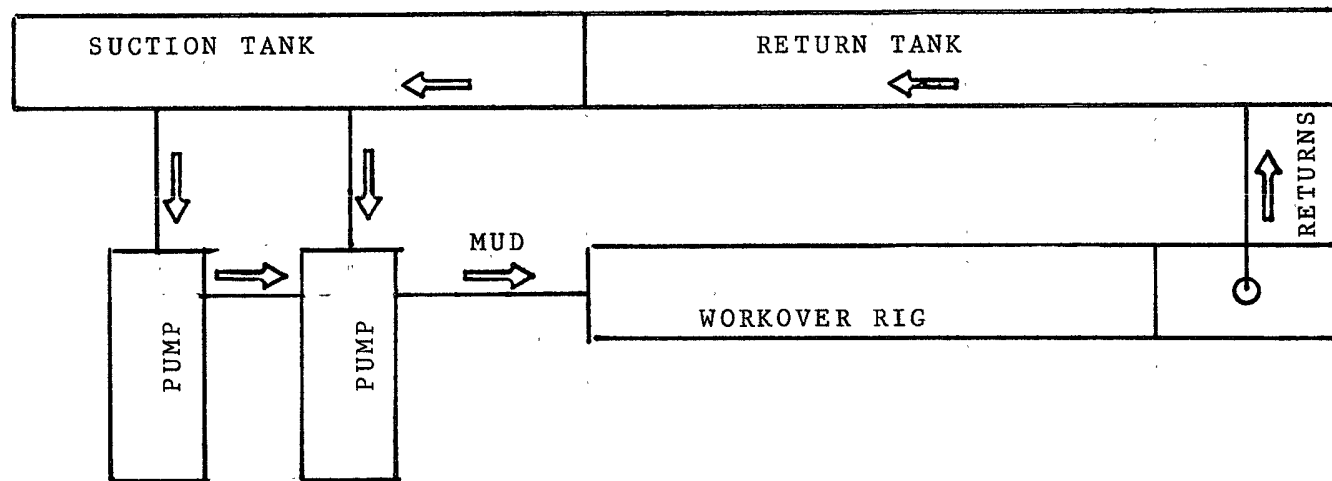 SUCTION TANK
RETURN TANK
RETURNS
MUD
PUMP
PUMP
WORKOVER RIG